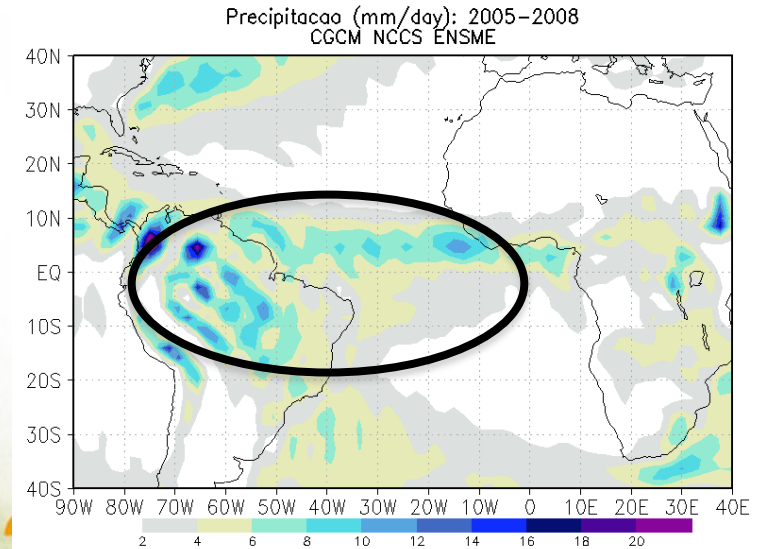 Precipitacao (mm/day): 2005–2008
CGCM NCCS ENSME
40N
30N
20N
10N
EQ
10S
20S
30S
40S
90W 80W 70W 60W 50W 40W 30W 20W 10W 0 10E 20E 30E 40E
2 4 6 8 10 12 14 16 18 20